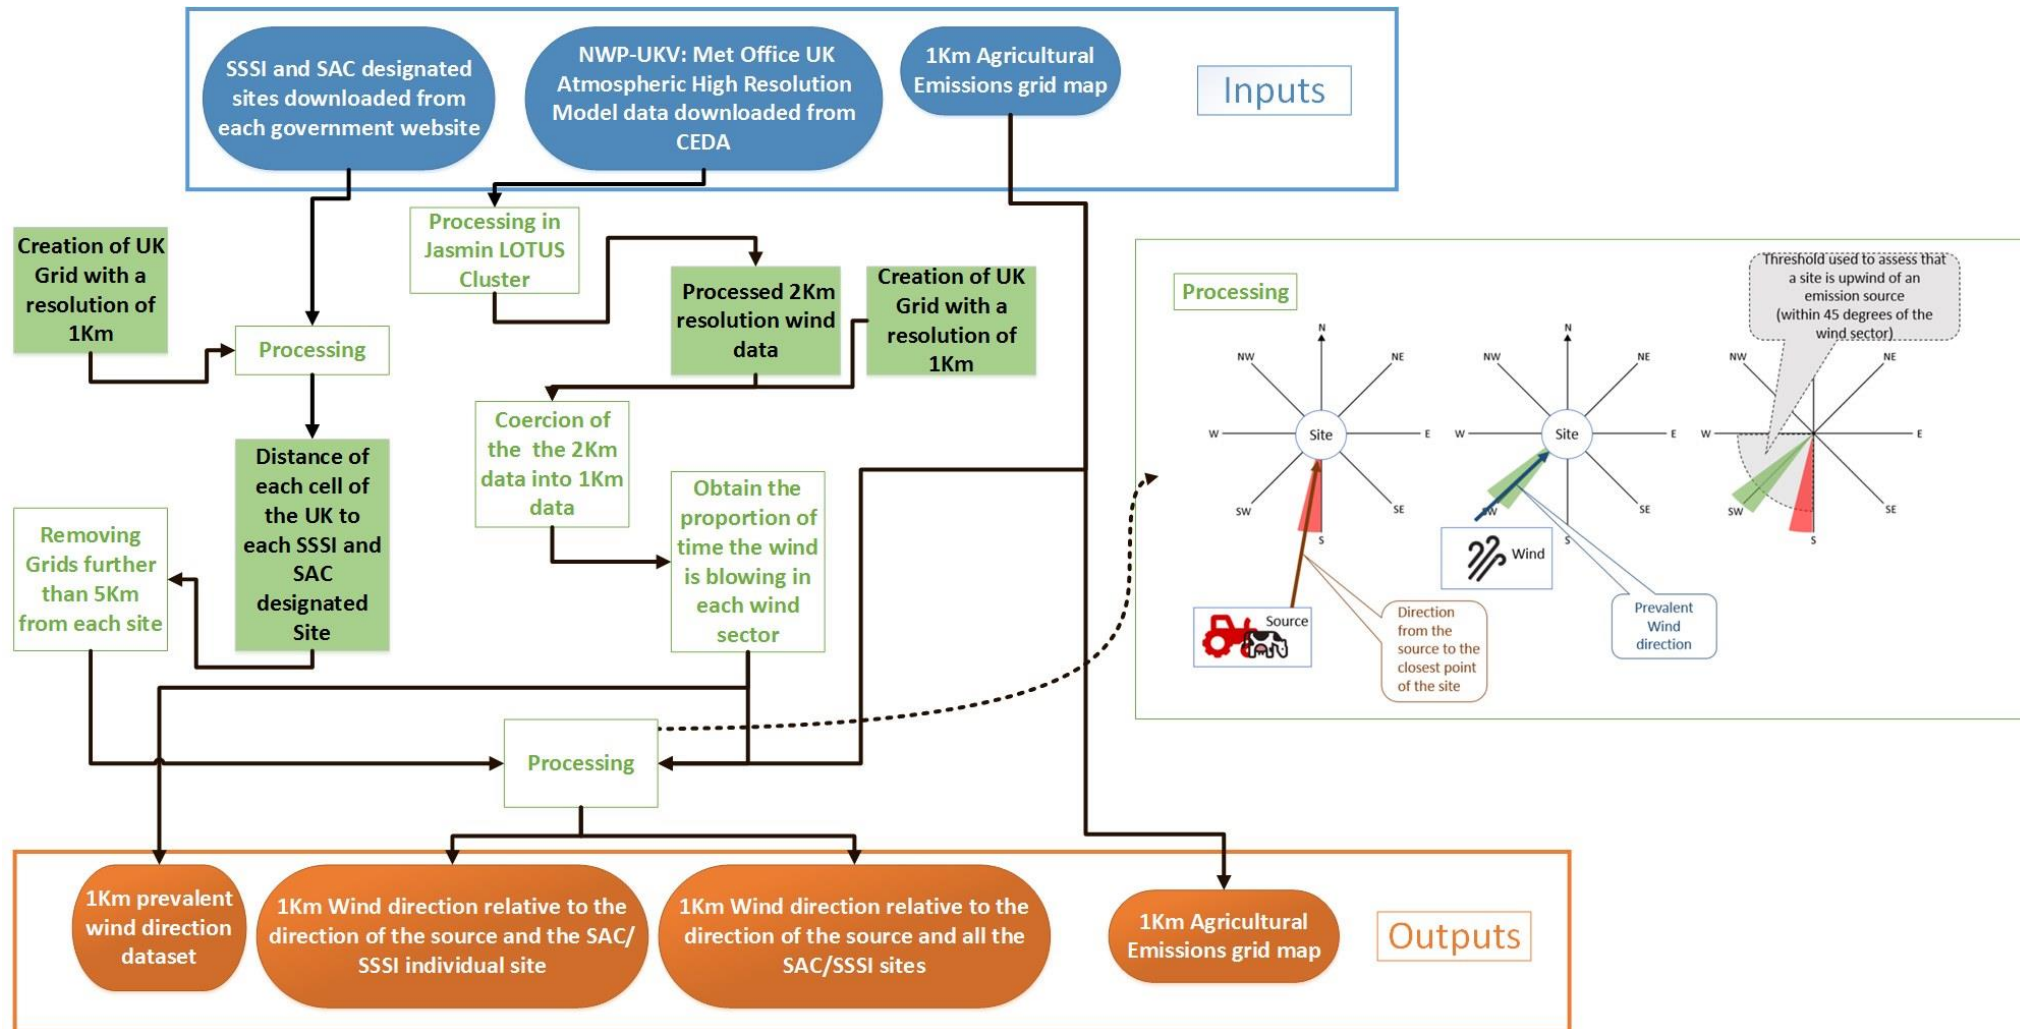 SSSI and SAC designated
sites downloaded from
each government website
NWP-UKV: Met Office UK
Atmospheric High Resolution
Model data downloaded from
CEDA
1Km Agricultural
Emissions grid map
Inputs
Creation of UK
Grid with a
resolution of
1Km
Processing
Processing in
Jasmin LOTUS
Cluster
Processed 2Km
resolution wind
data
Creation of UK
Grid with a
resolution of
1Km
Coercion of
the the 2Km
data into 1Km
data
Distance of
each cell of
the UK to
each SSSI and
SAC
designated
Site
Removing
Grids further
than 5Km
from each site
Obtain the
proportion of
time the wind
is blowing in
each wind
sector
Processing
Processing
Threshold used to assess that
a site is upwind of an
emission source
(within 45 degrees of the
wind sector)
N
NW
NE
W
Site
E
SW
SE
S
Source
Direction
from the
source to the
closest point
of the site
N
NW
NE
W
Site
E
SW
SE
S
Wind
Prevalent
Wind
direction
NW
NE
W
E
SW
SE
S
1Km prevalent
wind direction
dataset
1Km Wind direction relative to the
direction of the source and the SAC/
SSSI individual site
1Km Wind direction relative to the
direction of the source and all the
SAC/SSSI sites
1Km Agricultural
Emissions grid map
Outputs